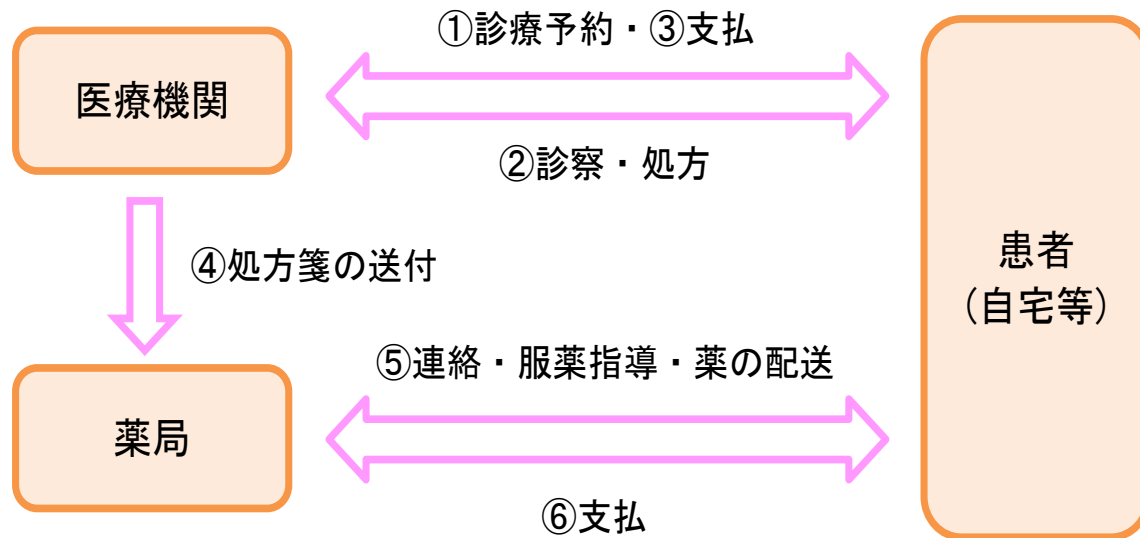 ①診療予約・③支払
医療機関
②診察・処方
④処方箋の送付
患者
（自宅等）
⑤連絡・服薬指導・薬の配送
薬局
⑥支払